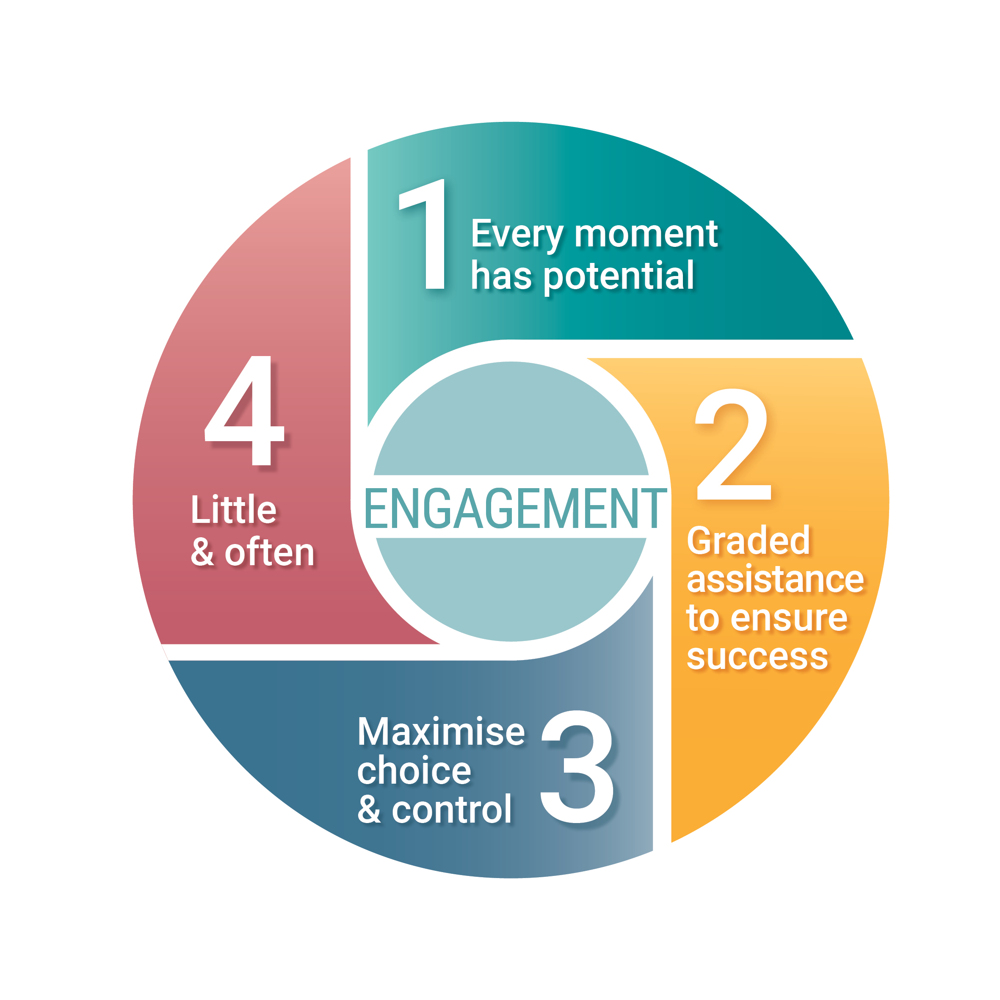 1
Every moment
has potential
2
Graded
assistance
to ensure
success
3
Maximise
choice
& control
4
Little
& often
ENGAGEMENT